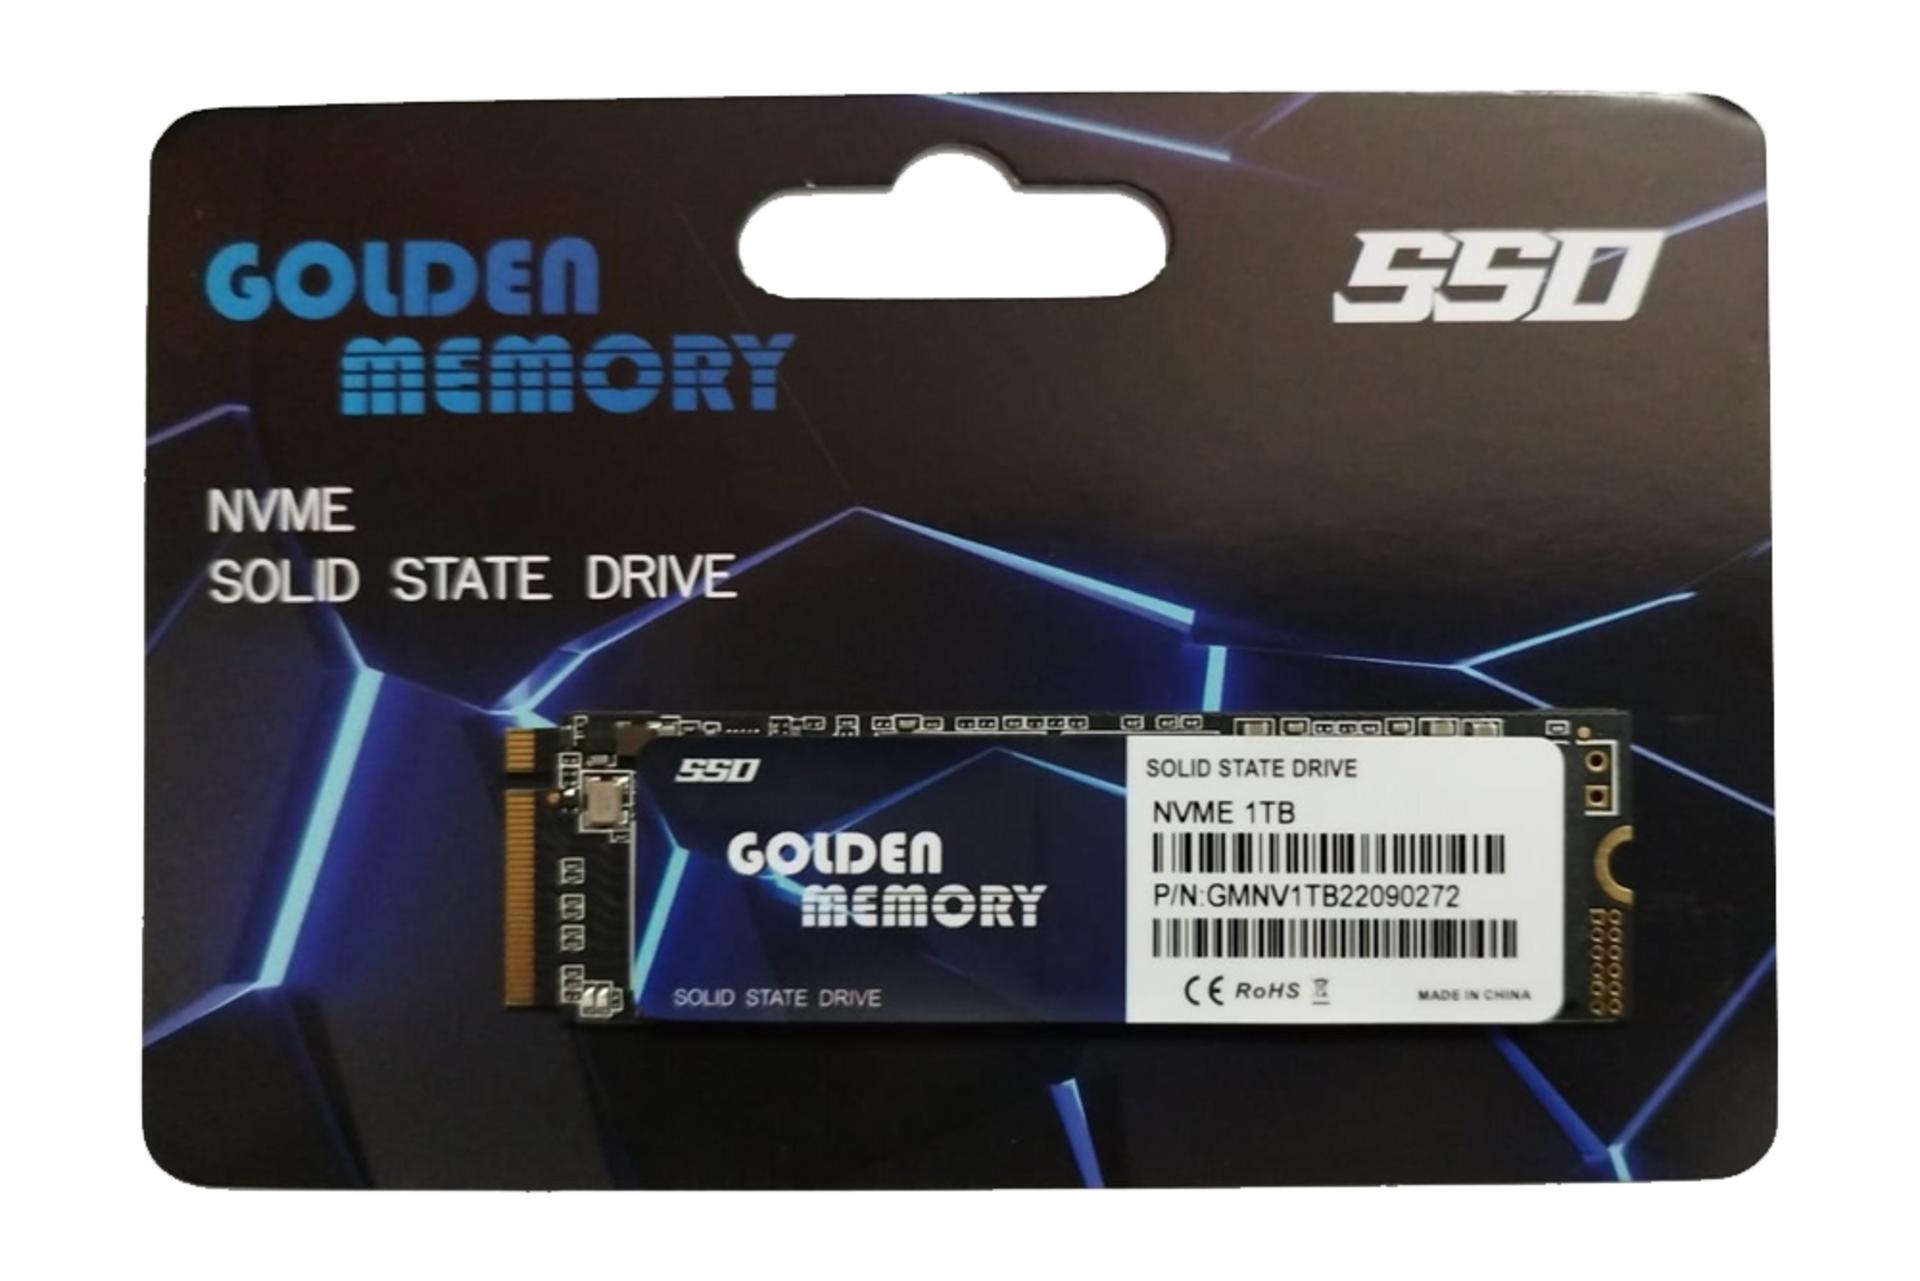 GOLDEN
MEMORY
SSD
NVME
SOLID STATE DRIVE
SSD
GOLDEN
MEMORY
SOLID STATE DRIVE
SOLID STATE DRIVE
NVME 1TB
P/N:GMNV1TB22090272
CE RoHS
MADE IN CHINA